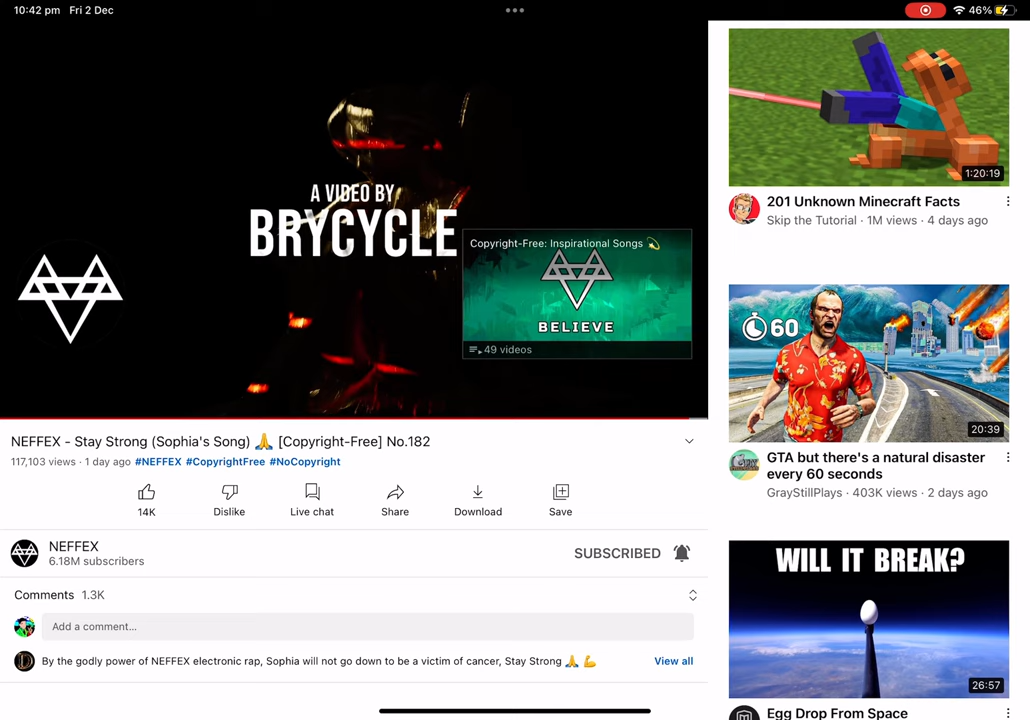 10:42 pm Fri 2 Dec
46%
A VIDEO BY
BRYCYCLE
Copyright-Free: Inspirational Songs 💫
BELIEVE
49 videos
NEFFEX - Stay Strong (Sophia's Song) 🙏 [Copyright-Free] No.182
117,103 views · 1 day ago #NEFFEX #CopyrightFree #NoCopyright
14K
Dislike
Live chat
Share
Download
Save
NEFFEX
6.18M subscribers
SUBSCRIBED
Comments 1.3K
Add a comment...
By the godly power of NEFFEX electronic rap, Sophia will not go down to be a victim of cancer, Stay Strong 🙏 💪
View all
1:20:19
201 Unknown Minecraft Facts
Skip the Tutorial · 1M views · 4 days ago
60
20:39
GTA but there's a natural disaster
every 60 seconds
GrayStillPlays · 403K views · 2 days ago
WILL IT BREAK?
26:57
Egg Drop From Space